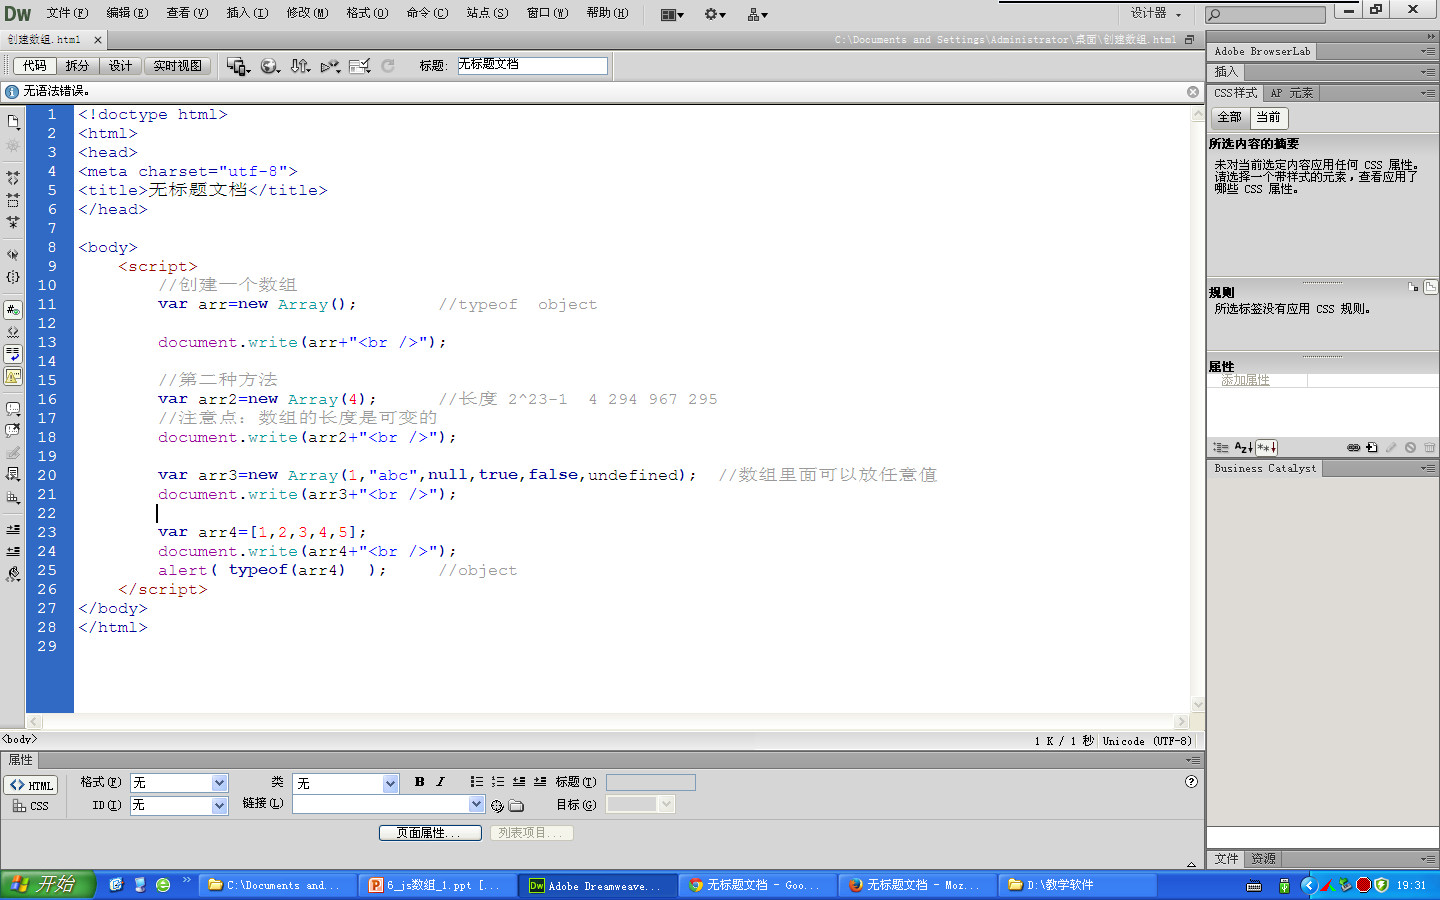 Dw 文件(F) 编辑(E) 查看(V) 插入(I) 修改(M) 格式(O) 命令(C) 站点(S) 窗口(W) 帮助(H) 设计器
创建数组.html × C:\Documents and Settings\Administrator\桌面\创建数组.html
代码 拆分 设计 实时视图 标题: 无标题文档
无语法错误。
1 <!doctype html>
2 <html>
3 <head>
4 <meta charset="utf-8">
5 <title>无标题文档</title>
6 </head>
7
8 <body>
9 <script>
10 //创建一个数组
11 var arr=new Array(); //typeof object
12
13 document.write(arr+"<br />");
14
15 //第二种方法
16 var arr2=new Array(4); //长度 2^23-1 4 294 967 295
17 //注意点: 数组的长度是可变的
18 document.write(arr2+"<br />");
19
20 var arr3=new Array(1,"abc",null,true,false,undefined); //数组里面可以放任意值
21 document.write(arr3+"<br />");
22
23 var arr4=[1,2,3,4,5];
24 document.write(arr4+"<br />");
25 alert( typeof(arr4) ); //object
26 </script>
27 </body>
28 </html>
29
<body> 1 K / 1 秒 Unicode (UTF-8)
Adobe BrowserLab
插入
CSS样式 AP 元素
全部 当前
所选内容的摘要
未对当前选定内容应用任何 CSS 属性。
请选择一个带样式的元素，查看应用了
哪些 CSS 属性。
规则
所选标签没有应用 CSS 规则。
属性
添加属性
Az↓ **↓
Business Catalyst
文件 资源
属性
<> HTML 格式(F) 无 类 无 B I 标题(T)
CSS ID(I) 无 链接(L) 目标(G)
页面属性... 列表项目...
开始 C:\Documents and... 6_js数组_1.ppt [... Adobe Dreamweave... 无标题文档 - Goo... 无标题文档 - Moz... D:\教学软件 19:31